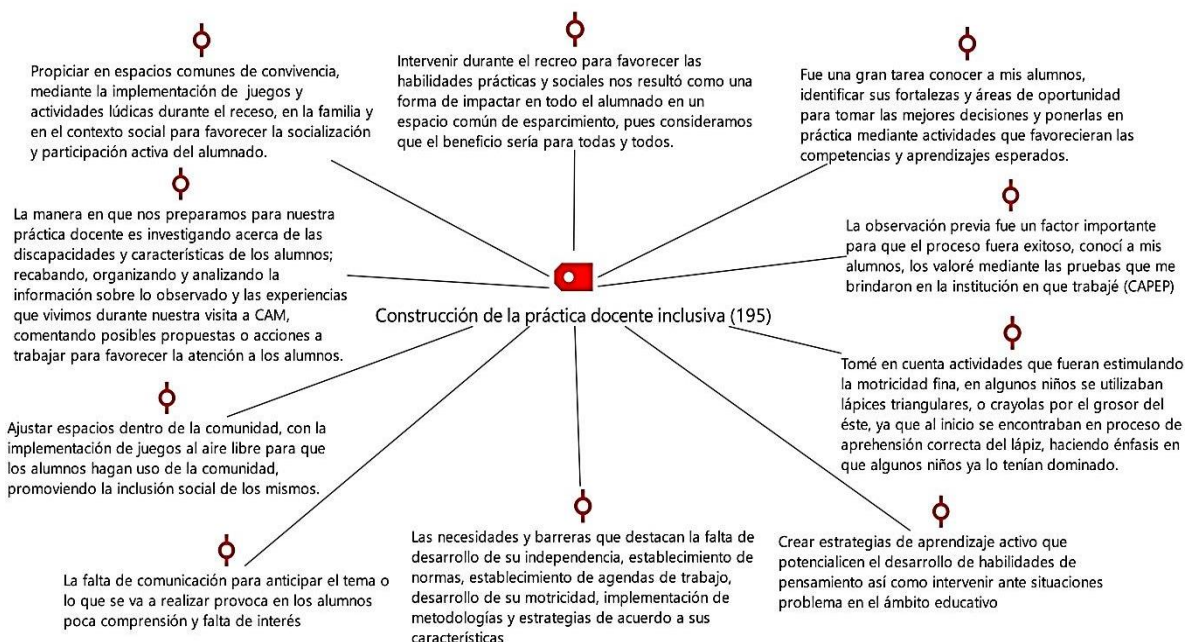 Propiciar en espacios comunes de convivencia,
mediante la implementación de juegos y
actividades lúdicas durante el receso, en la familia y
en el contexto social para favorecer la socialización
y participación activa del alumnado.
Intervenir durante el recreo para favorecer las
habilidades prácticas y sociales nos resultó como una
forma de impactar en todo el alumnado en un
espacio común de esparcimiento, pues consideramos
que el beneficio sería para todas y todos.
Fue una gran tarea conocer a mis alumnos,
identificar sus fortalezas y áreas de oportunidad
para tomar las mejores decisiones y ponerlas en
práctica mediante actividades que favorecieran las
competencias y aprendizajes esperados.
La manera en que nos preparamos para nuestra
práctica docente es investigando acerca de las
discapacidades y características de los alumnos;
recabando, organizando y analizando la
información sobre lo observado y las experiencias
que vivimos durante nuestra visita a CAM,
comentando posibles propuestas o acciones a
trabajar para favorecer la atención a los alumnos.
La observación previa fue un factor importante
para que el proceso fuera exitoso, conocí a mis
alumnos, los valoré mediante las pruebas que me
brindaron en la institución en que trabajé (CAPEP)
Construcción de la práctica docente inclusiva (195)
Tomé en cuenta actividades que fueran estimulando
la motricidad fina, en algunos niños se utilizaban
lápices triangulares, o crayolas por el grosor del
éste, ya que al inicio se encontraban en proceso de
aprehensión correcta del lápiz, haciendo énfasis en
que algunos niños ya lo tenían dominado.
Ajustar espacios dentro de la comunidad, con la
implementación de juegos al aire libre para que
los alumnos hagan uso de la comunidad,
promoviendo la inclusión social de los mismos.
La falta de comunicación para anticipar el tema o
lo que se va a realizar provoca en los alumnos
poca comprensión y falta de interés
Las necesidades y barreras que destacan la falta de
desarrollo de su independencia, establecimiento de
normas, establecimiento de agendas de trabajo,
desarrollo de su motricidad, implementación de
metodologías y estrategias de acuerdo a sus
características
Crear estrategias de aprendizaje activo que
potencialicen el desarrollo de habilidades de
pensamiento así como intervenir ante situaciones
problema en el ámbito educativo